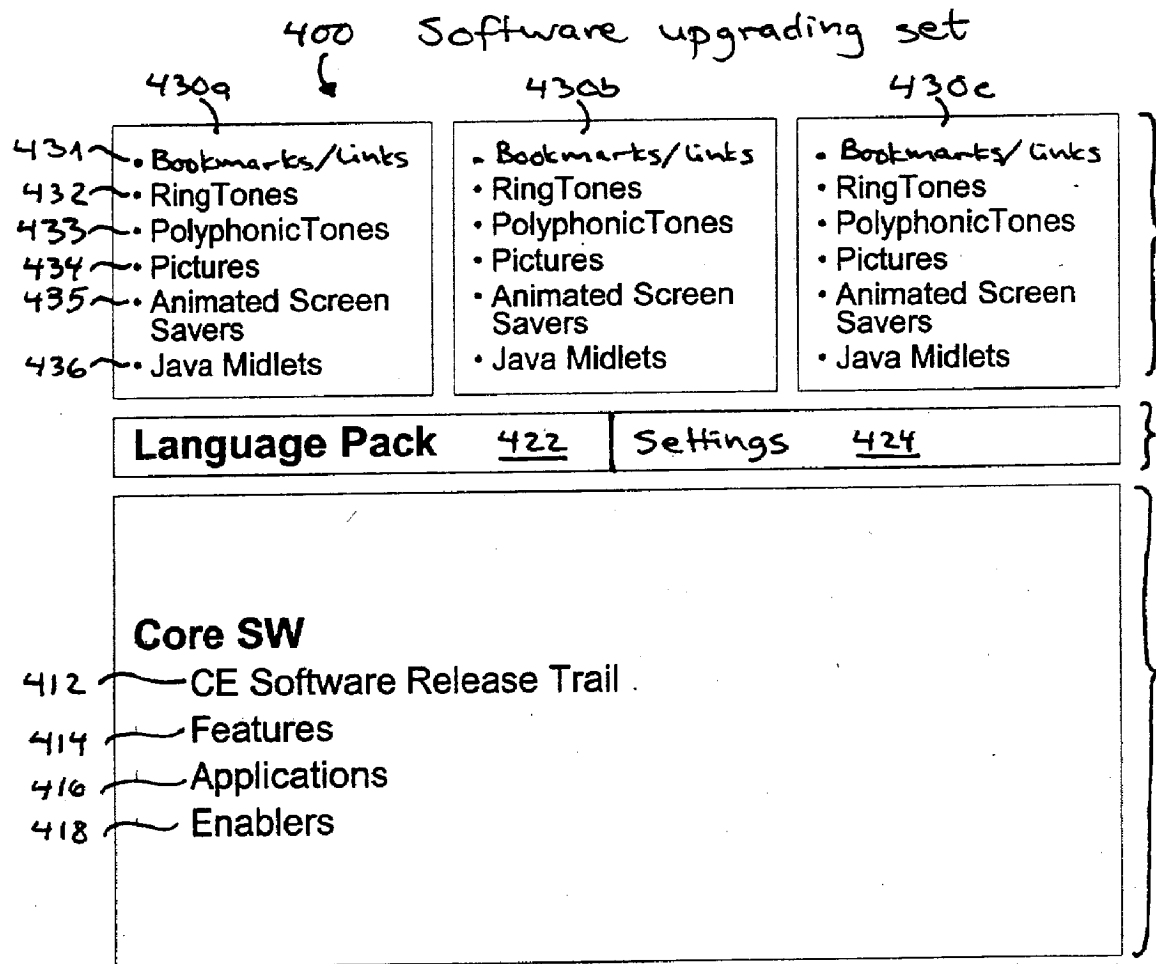 400 Software upgrading set
430a 430b 430c
431 • Bookmarks/Links
432 • RingTones
433 • PolyphonicTones
434 • Pictures
435 • Animated Screen
Savers
436 • Java Midlets
- Bookmarks/Links
• RingTones
• PolyphonicTones
• Pictures
• Animated Screen
Savers
• Java Midlets
- Bookmarks/Links
• RingTones
• PolyphonicTones
• Pictures
• Animated Screen
Savers
• Java Midlets
Language Pack 422 Settings 424
Core SW
412 CE Software Release Trail
414 Features
416 Applications
418 Enablers